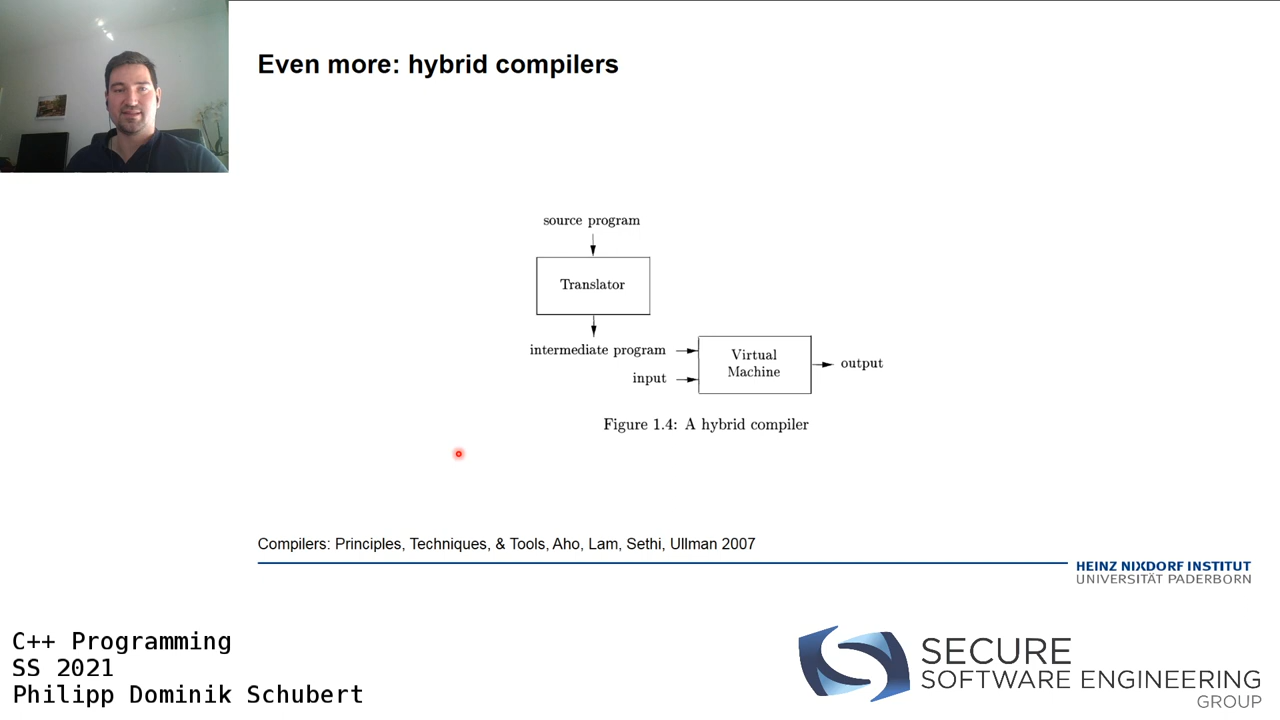 Even more: hybrid compilers
source program
Translator
intermediate program
input
Virtual
Machine
output
Figure 1.4: A hybrid compiler
Compilers: Principles, Techniques, & Tools, Aho, Lam, Sethi, Ullman 2007
HEINZ NIXDORF INSTITUT
UNIVERSITÄT PADERBORN
C++ Programming
SS 2021
Philipp Dominik Schubert
SECURE
SOFTWARE ENGINEERING
GROUP